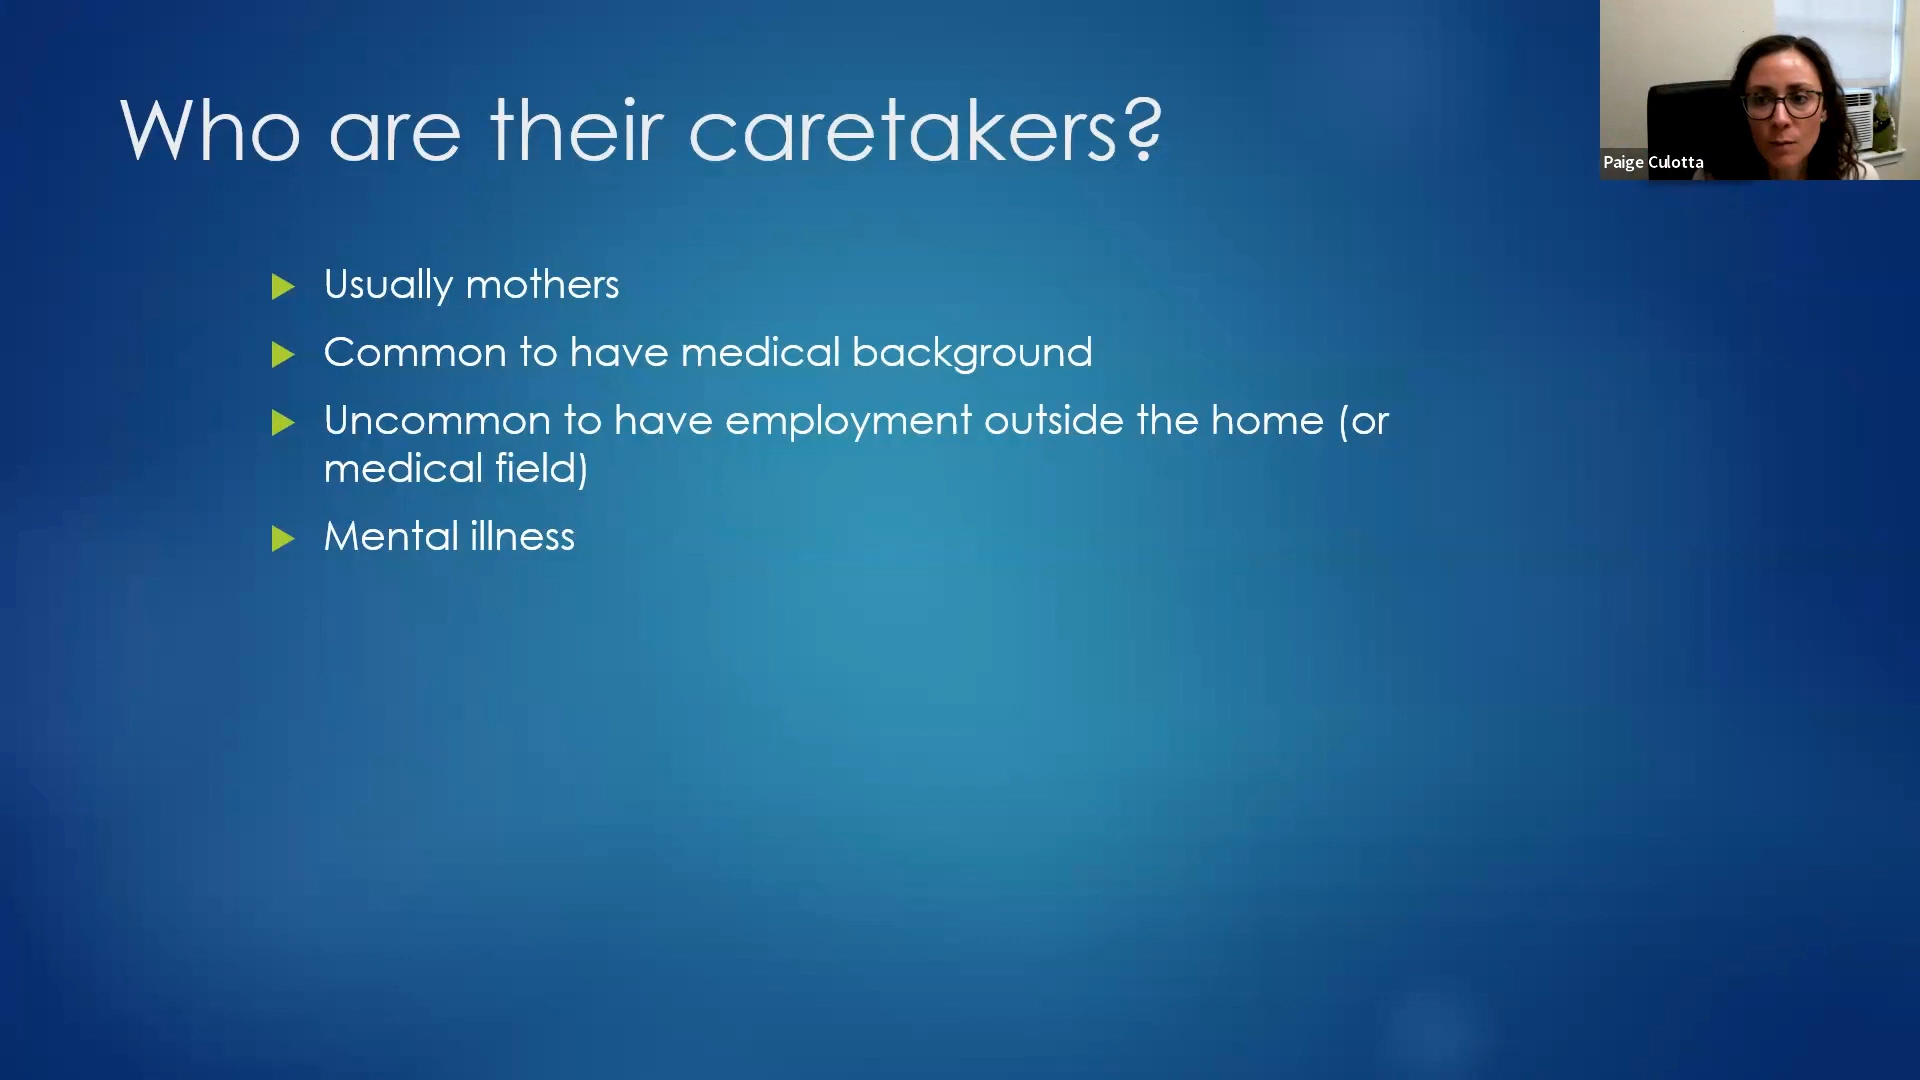 Who are their caretakers?
Usually mothers
Common to have medical background
Uncommon to have employment outside the home (or
medical field)
Mental illness
Paige Culotta